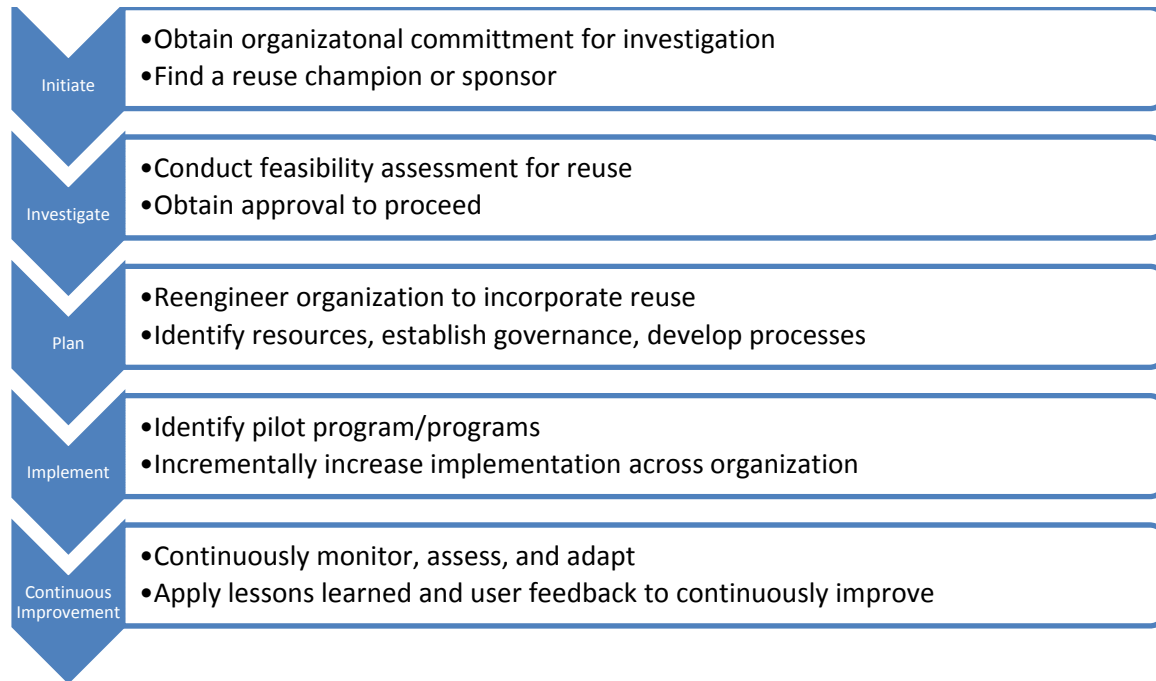 Initiate
•Obtain organizatonal committment for investigation
•Find a reuse champion or sponsor
Investigate
•Conduct feasibility assessment for reuse
•Obtain approval to proceed
Plan
•Reengineer organization to incorporate reuse
•Identify resources, establish governance, develop processes
Implement
•Identify pilot program/programs
•Incrementally increase implementation across organization
Continuous
Improvement
•Continuously monitor, assess, and adapt
•Apply lessons learned and user feedback to continuously improve